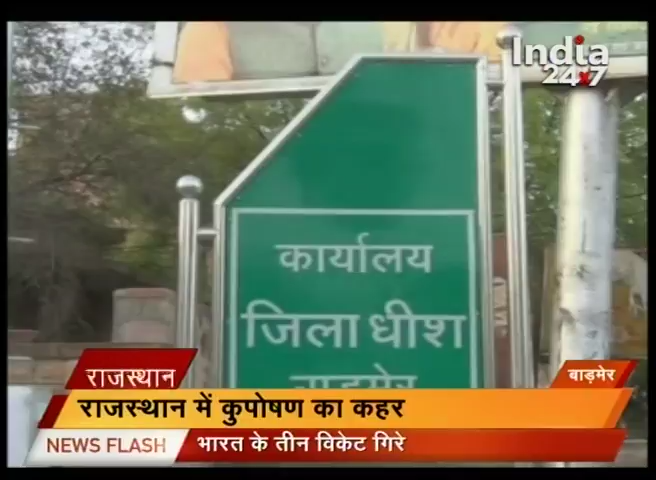 India
24x7
कार्यालय
जिला धीश
बाड़मेर
राजस्थान
बाड़मेर
राजस्थान में कुपोषण का कहर
NEWS FLASH
भारत के तीन विकेट गिरे